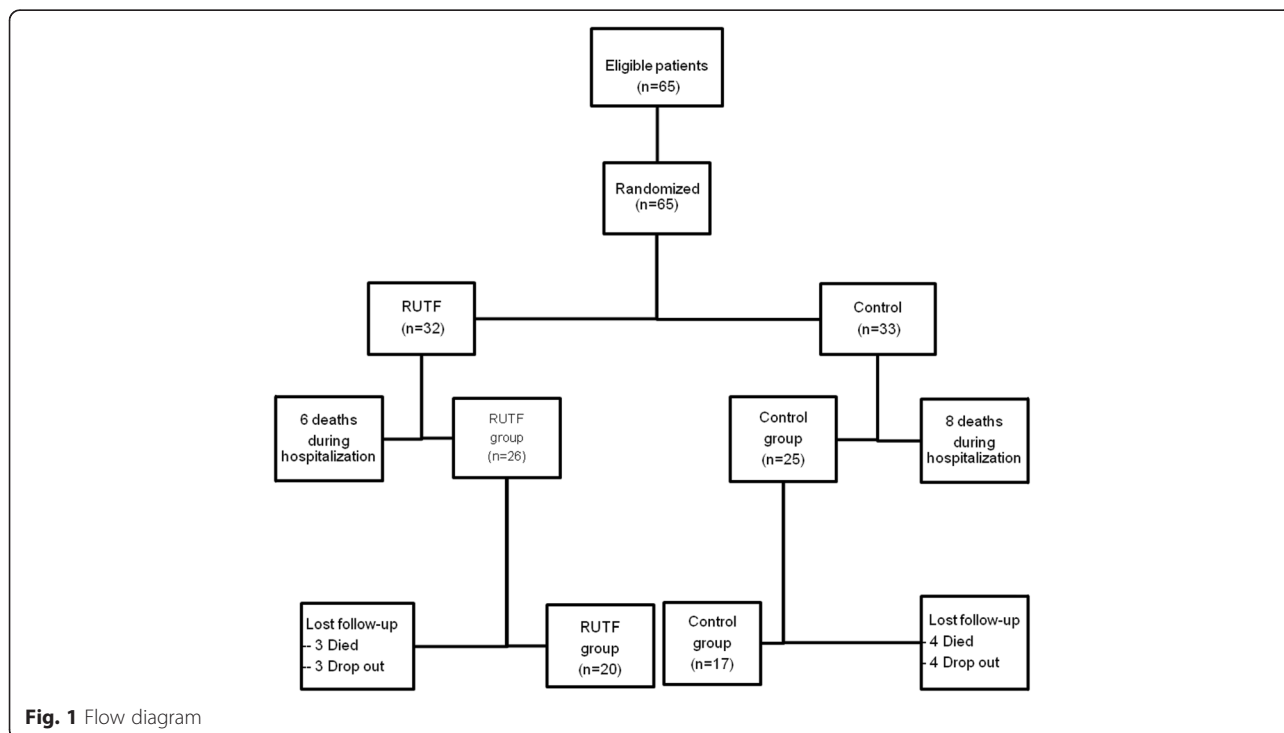 Eligible patients
(n=65)
Randomized
(n=65)
RUTF
(n=32)
Control
(n=33)
6 deaths
during
hospitalization
RUTF
group
(n=26)
Control
group
(n=25)
8 deaths
during
hospitalization
Lost follow-up
-- 3 Died
-- 3 Drop out
RUTF
group
(n=20)
Control
group
(n=17)
Lost follow-up
- 4 Died
- 4 Drop out
Fig. 1 Flow diagram